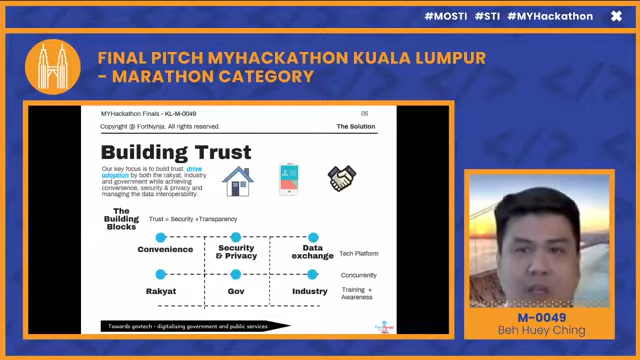 #MOSTI #STI #MYHackathon
FINAL PITCH MYHACKATHON KUALA LUMPUR
- MARATHON CATEGORY
MYHackathon Finals - KL-M-0049
05
Copyright @ FortNynja. All rights reserved.
The Solution
Building Trust
Our key focus is to build trust, drive
adoption by both the rakyat, industry
and government while achieving
convenience, security & privacy and
managing the data interoperability.
The
Building
Blocks
Trust = Security +Transparency
Convenience
Security
& Privacy
Data
exchange
Tech Platform
Concurrently
Rakyat
Gov
Industry
Training +
Awareness
Towards govtech - digitalising government and public services
M-0049
Beh Huey Ching